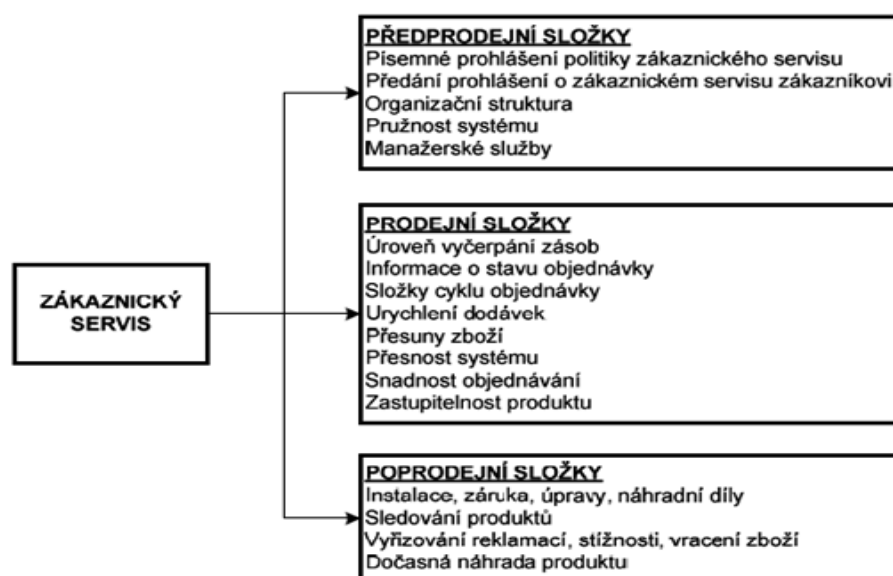 PŘEDPRODEJNÍ SLOŽKY
Písemné prohlášení politiky zákaznického servisu
Předání prohlášení o zákaznickém servisu zákazníkovi
Organizační struktura
Pružnost systému
Manažerské služby
ZÁKAZNICKÝ
SERVIS
PRODEJNÍ SLOŽKY
Úroveň vyčerpání zásob
Informace o stavu objednávky
Složky cyklu objednávky
Urychlení dodávek
Přesuny zboží
Přesnost systému
Snadnost objednávání
Zastupitelnost produktu
POPRODEJNÍ SLOŽKY
Instalace, záruka, úpravy, náhradní díly
Sledování produktů
Vyřizování reklamací, stížnosti, vracení zboží
Dočasná náhrada produktu